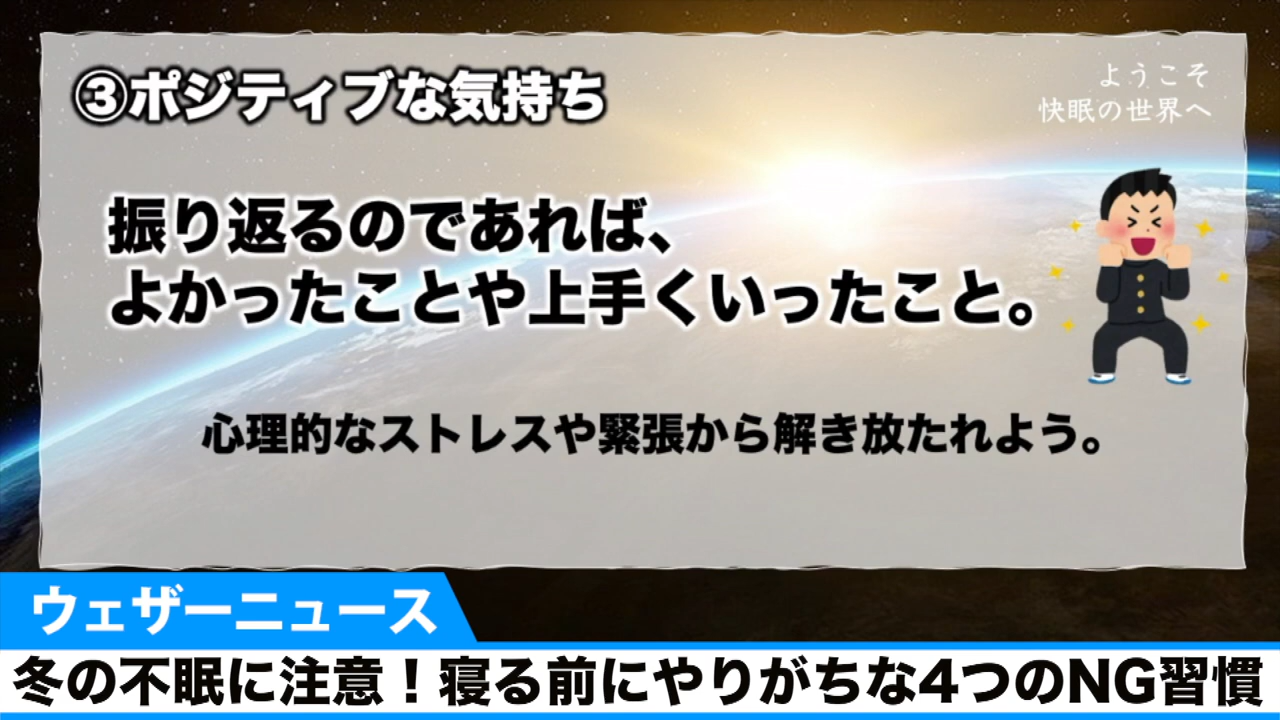 ③ポジティブな気持ち
ようこそ
快眠の世界へ
振り返るのであれば、
よかったことや上手くいったこと。
心理的なストレスや緊張から解き放たれよう。
ウェザーニュース
冬の不眠に注意！寝る前にやりがちな4つのNG習慣